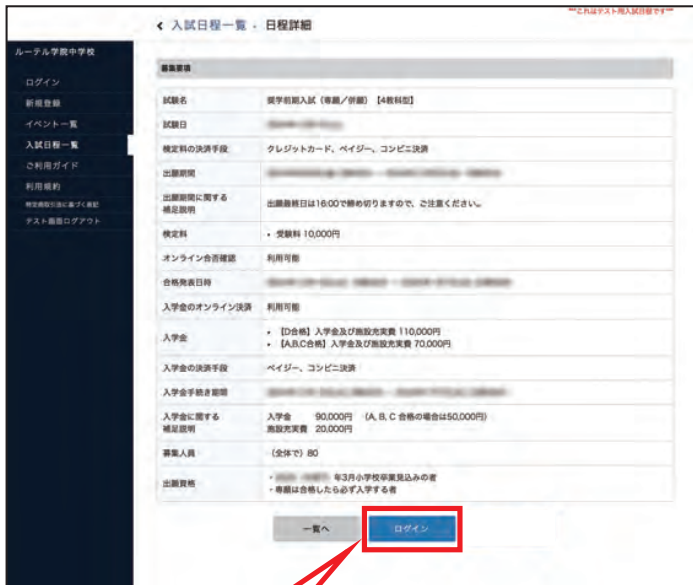 ***これはテスト用入試日程です***
く 入試日程一覧 - 日程詳細
ルーテル学院中学校
ログイン
新規登録
イベント一覧
入試日程一覧
ご利用ガイド
利用規約
特定商取引法に基づく表記
テスト画面ログアウト
募集要項
試験名 奨学前期入試（専願／併願）【4教科型】
試験日
検定料の決済手段 クレジットカード、ペイジー、コンビニ決済
出願期間
出願期間に関する
補足説明
出願最終日は16:00で締め切りますので、ご注意ください。
検定料 ・ 受験料 10,000円
オンライン合否確認 利用可能
合格発表日時
入学金のオンライン決済 利用可能
入学金
・ 【D合格】入学金及び施設充実費 110,000円
・ 【A,B,C合格】入学金及び施設充実費 70,000円
入学金の決済手段 ペイジー、コンビニ決済
入学金手続き期間
入学金に関する
補足説明
入学金 90,000円 （A, B, C 合格の場合は50,000円）
施設充実費 20,000円
募集人員 （全体で）80
出願資格
・ 年3月小学校卒業見込みの者
・専願は合格したら必ず入学する者
一覧へ ログイン